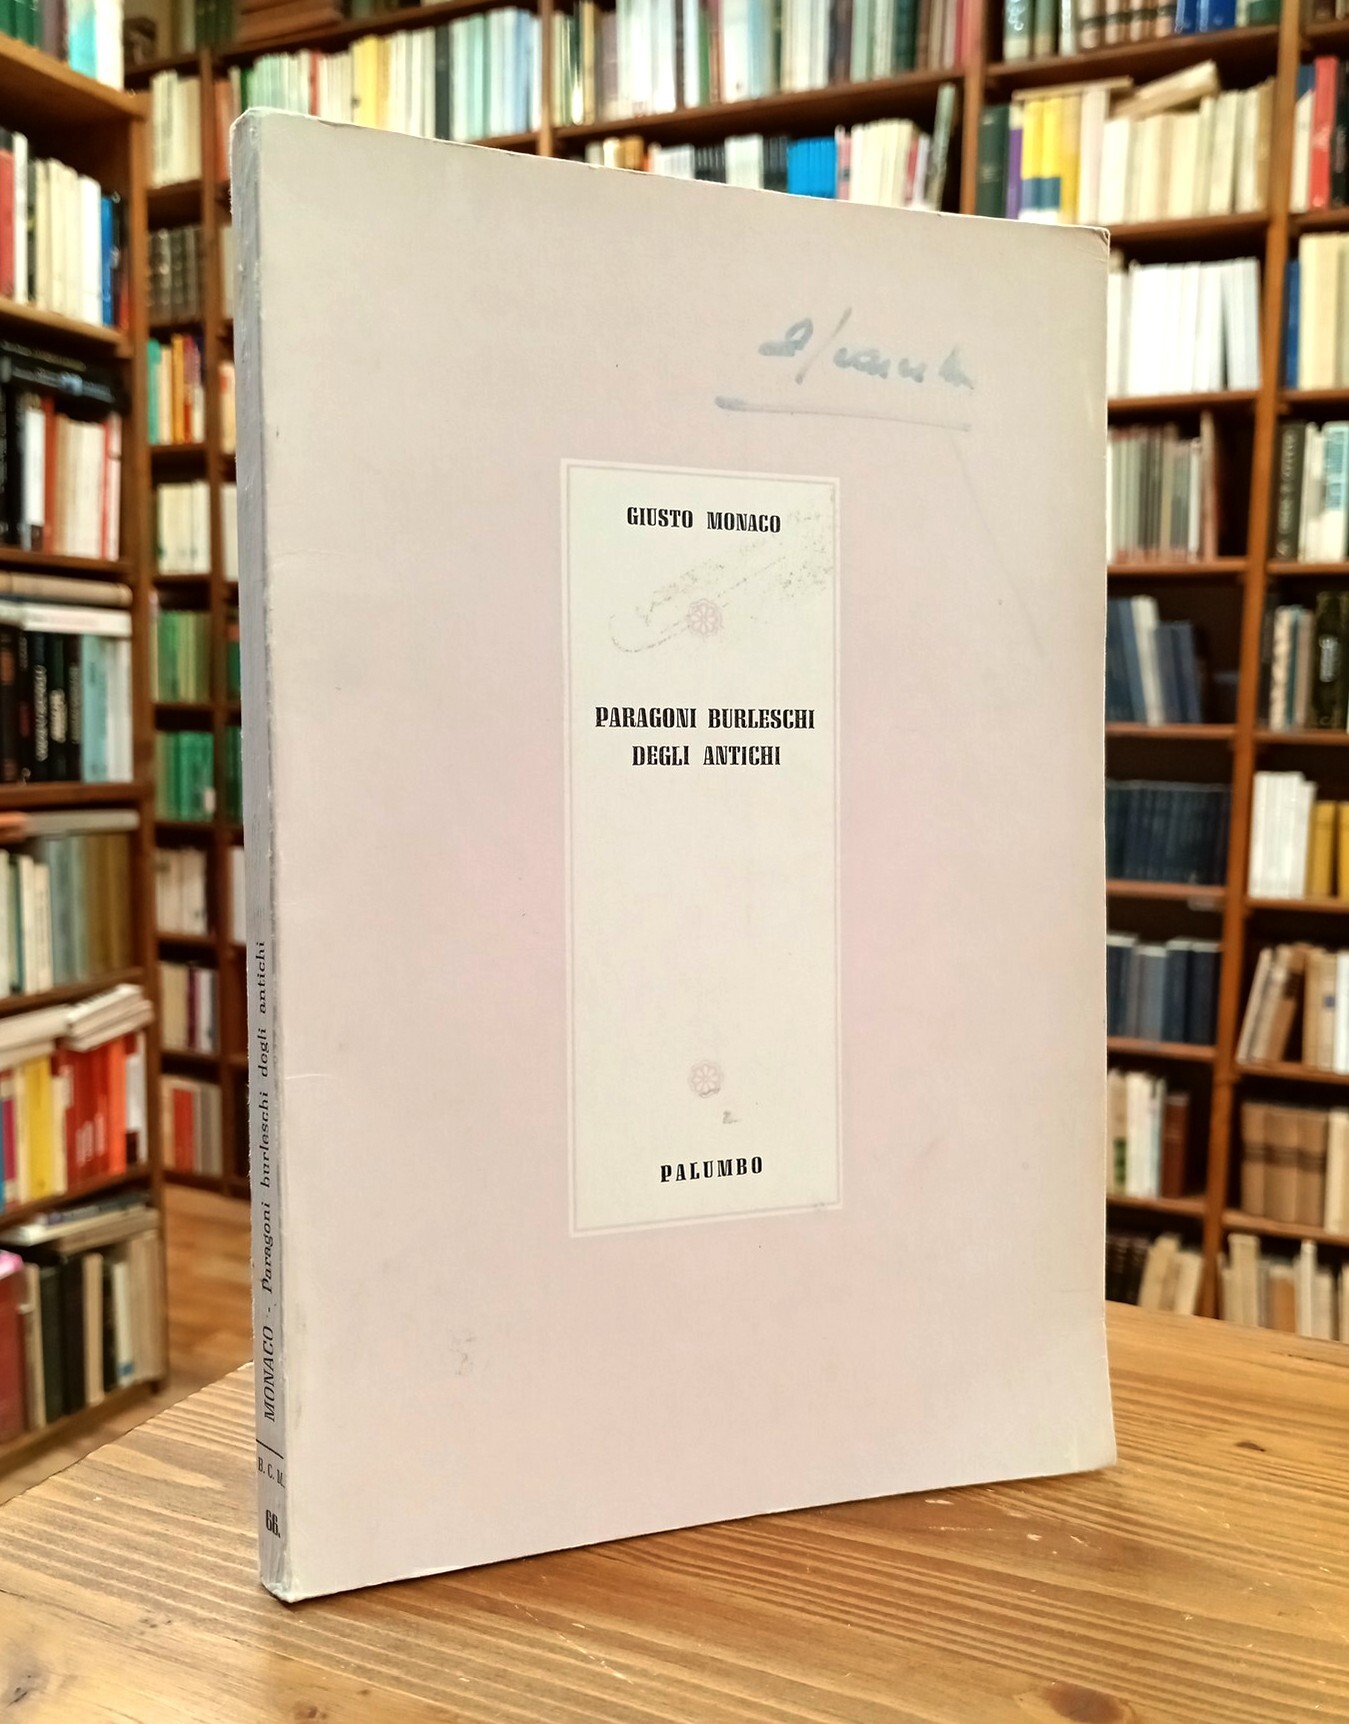 GIUSTO MONACO
PARAGONI BURLESCHI
DEGLI ANTICHI
PALUMBO
MONACO - Paragoni burleschi degli antichi
B. C. M.
66.